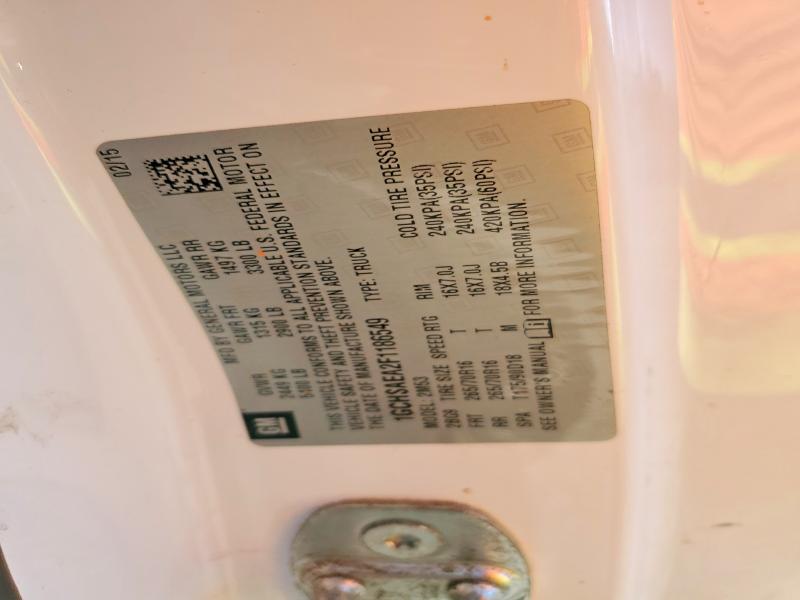 MFD BY GENERAL MOTORS LLC 02/15
GVWR GAWR FRT GAWR RR
2449 KG 1315 KG 1497 KG
5400 LB 2900 LB 3300 LB
THIS VEHICLE CONFORMS TO ALL APPLICABLE U.S. FEDERAL MOTOR
VEHICLE SAFETY AND THEFT PREVENTION STANDARDS IN EFFECT ON
THE DATE OF MANUFACTURE SHOWN ABOVE.
1GCHSAEA2F1186549 TYPE: TRUCK
MODEL: 2M53
TIRE SIZE SPEED RTG RIM COLD TIRE PRESSURE
FRT 265/70R16 T 16X7.0J 240KPA(35PSI)
RR 265/70R16 T 16X7.0J 240KPA(35PSI)
SPA T175/90D18 M 18X4.5B 420KPA(60PSI)
SEE OWNER'S MANUAL FOR MORE INFORMATION.
GM